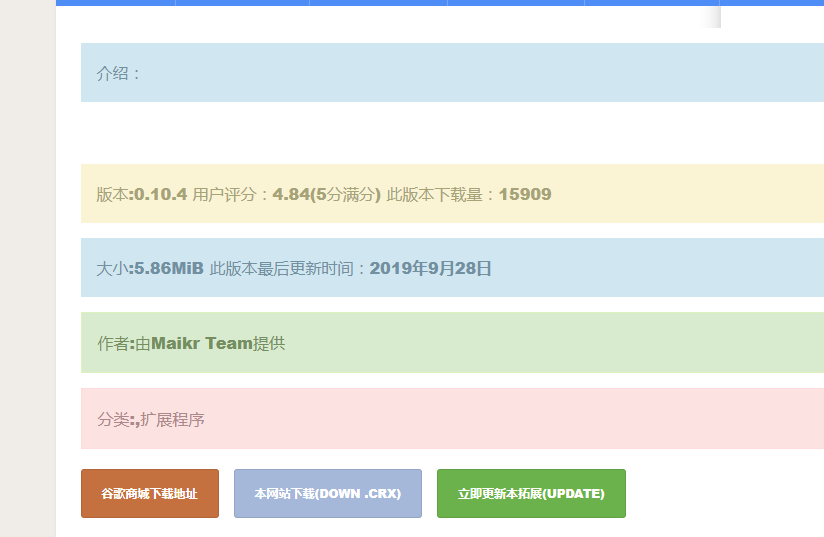 介绍：
版本:0.10.4 用户评分：4.84(5分满分) 此版本下载量：15909
大小:5.86MiB 此版本最后更新时间：2019年9月28日
作者:由Maikr Team提供
分类:,扩展程序
谷歌商城下载地址 本网站下载(DOWN .CRX) 立即更新本拓展(UPDATE)